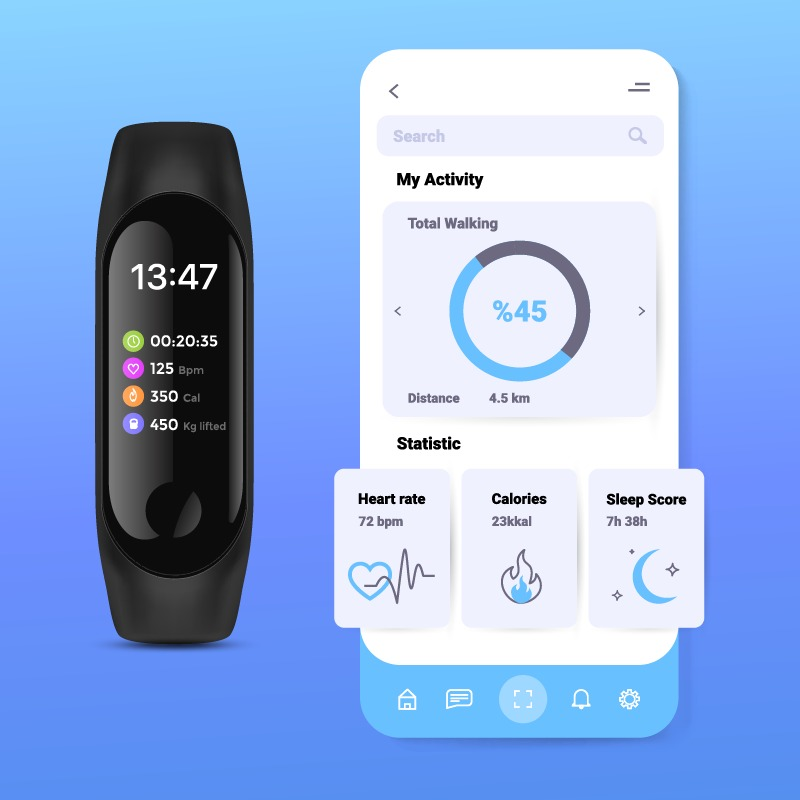 13:47
00:20:35
125 Bpm
350 Cal
450 Kg lifted
Search
My Activity
Total Walking
%45
Distance 4.5 km
Statistic
Heart rate
72 bpm
Calories
23kkal
Sleep Score
7h 38h